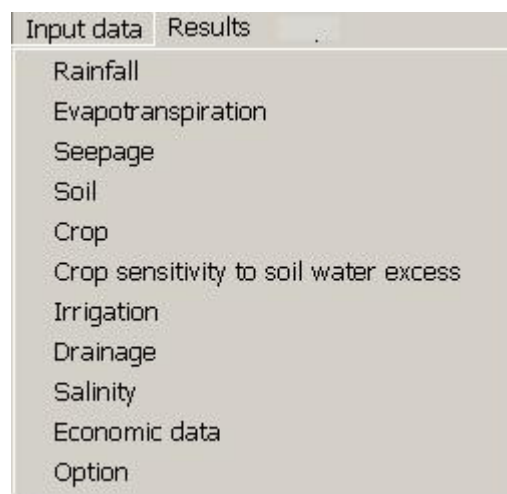 Input data Results
Rainfall
Evapotranspiration
Seepage
Soil
Crop
Crop sensitivity to soil water excess
Irrigation
Drainage
Salinity
Economic data
Option